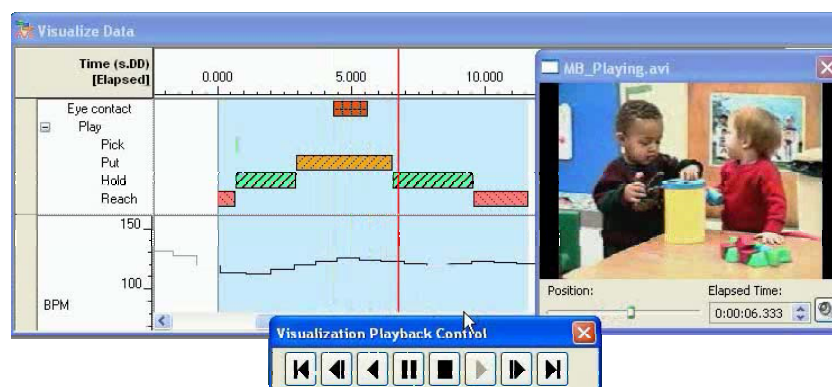 Visualize Data
Time (s.DD)
[Elapsed]
0.000 5.000 10.000
Eye contact
Play
Pick
Put
Hold
Reach
150
100
BPM
MB_Playing.avi
Position: Elapsed Time:
0:00:06.333
Visualization Playback Control